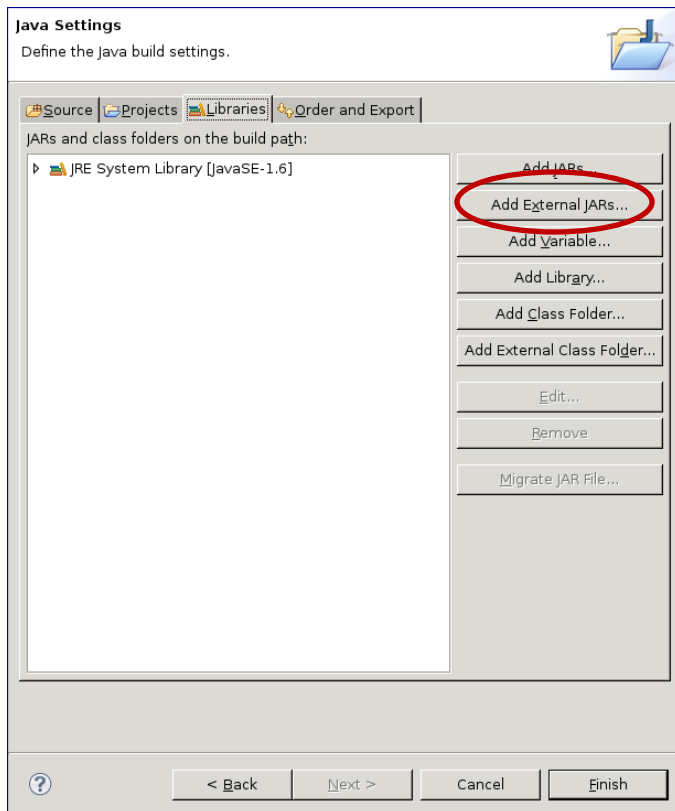 Java Settings
Define the Java build settings.
Source Projects Libraries Order and Export
JARs and class folders on the build path:
JRE System Library [JavaSE-1.6]
Add JARs...
Add External JARs...
Add Variable...
Add Library...
Add Class Folder...
Add External Class Folder...
Edit...
Remove
Migrate JAR File...
? < Back Next > Cancel Finish